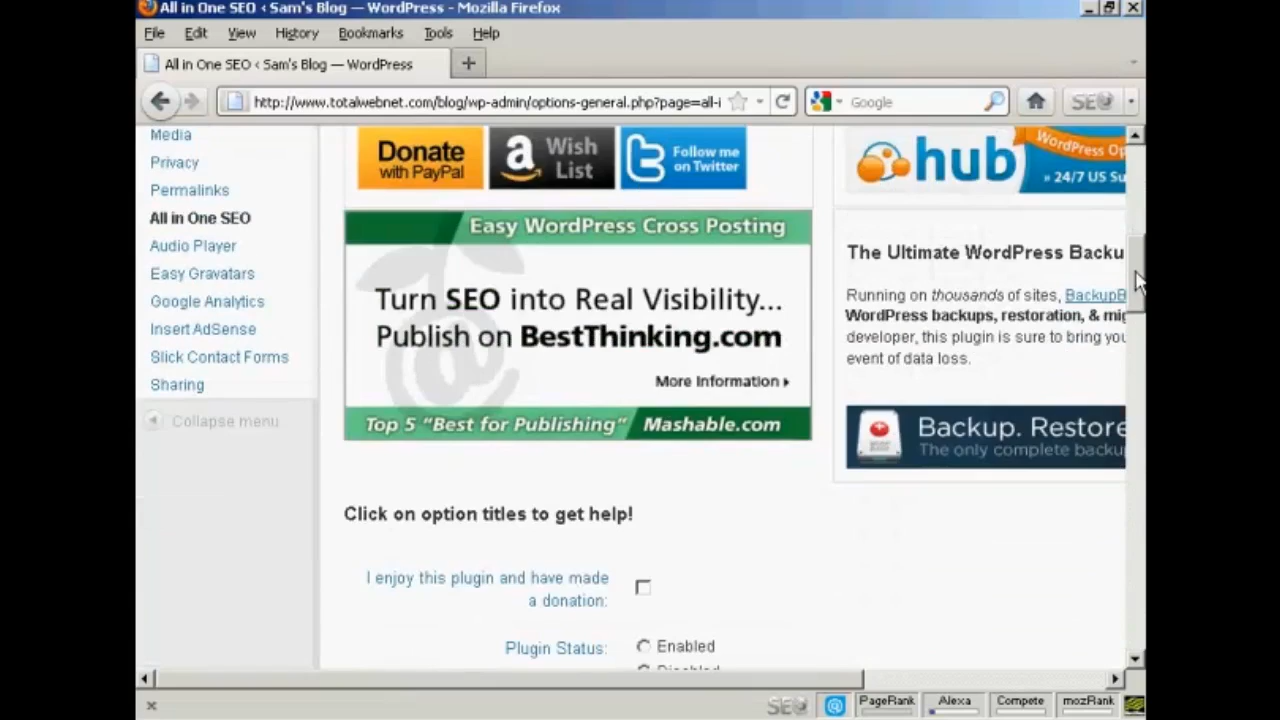 All in One SEO ‹ Sam's Blog — WordPress - Mozilla Firefox
File Edit View History Bookmarks Tools Help
All in One SEO ‹ Sam's Blog — WordPress
http://www.totalwebnet.com/blog/wp-admin/options-general.php?page=all-i
Google
SEO
Media
Privacy
Permalinks
All in One SEO
Audio Player
Easy Gravatars
Google Analytics
Insert AdSense
Slick Contact Forms
Sharing
Collapse menu
Donate
with PayPal
a Wish
List
Follow me
on Twitter
Easy WordPress Cross Posting
Turn SEO into Real Visibility...
Publish on BestThinking.com
More Information
Top 5 "Best for Publishing" Mashable.com
hub
WordPress Op
» 24/7 US Su
The Ultimate WordPress Backu
Running on thousands of sites, BackupB
WordPress backups, restoration, & mig
developer, this plugin is sure to bring you
event of data loss.
Backup. Restore
The only complete backu
Click on option titles to get help!
I enjoy this plugin and have made
a donation:
Plugin Status:
Enabled
Disabled
SEO
PageRank
Alexa
Compete
mozRank